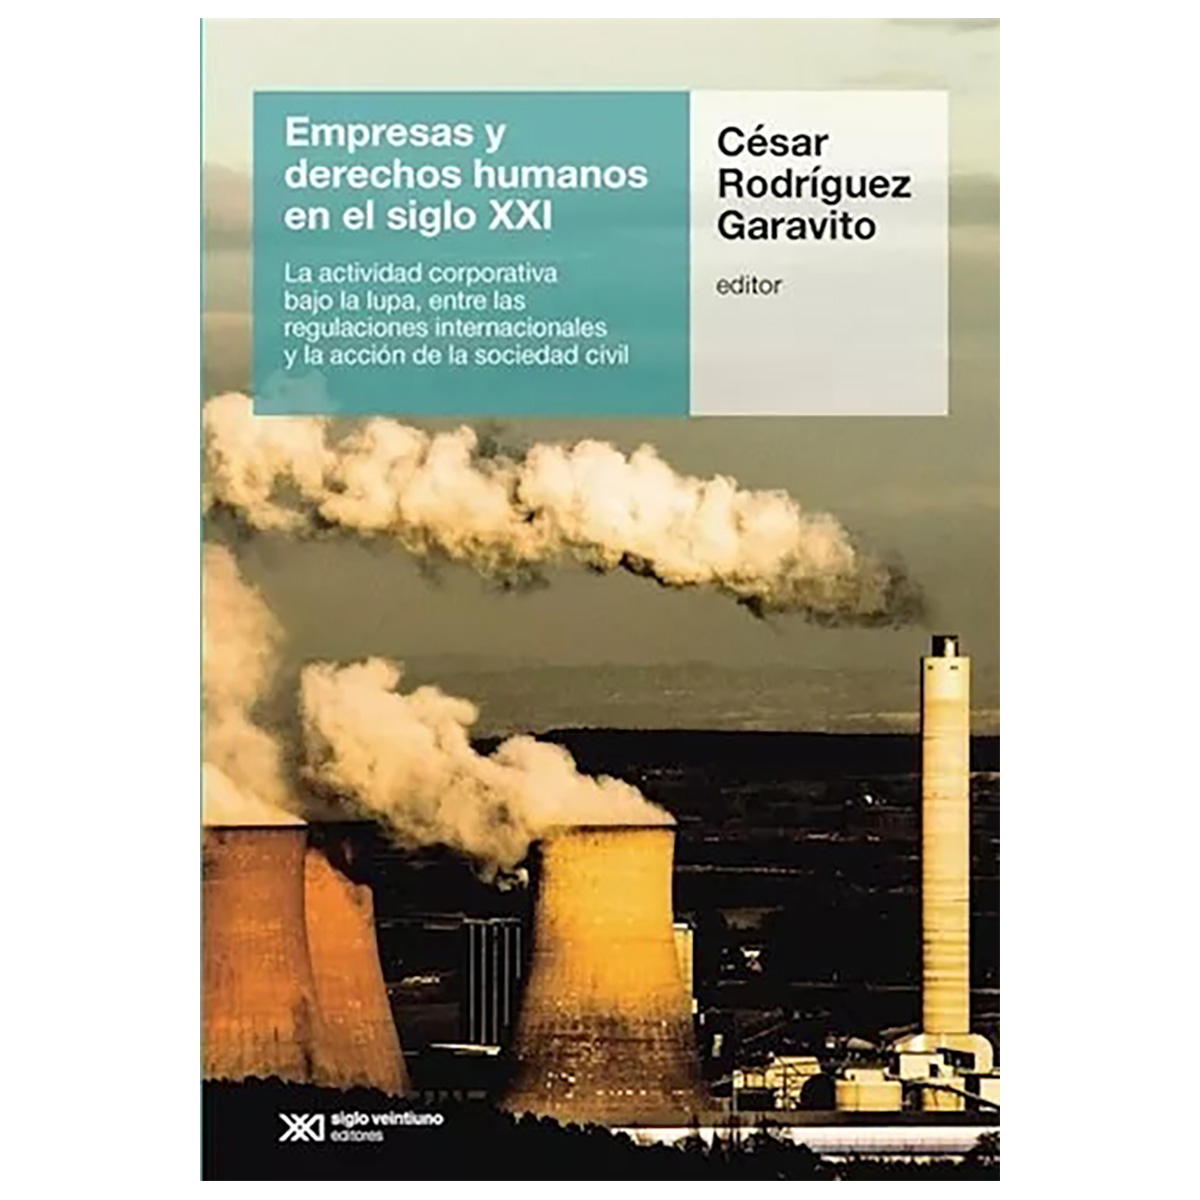 Empresas y
derechos humanos
en el siglo XXI
La actividad corporativa
bajo la lupa, entre las
regulaciones internacionales
y la acción de la sociedad civil
César
Rodríguez
Garavito
editor
siglo veintiuno
editores